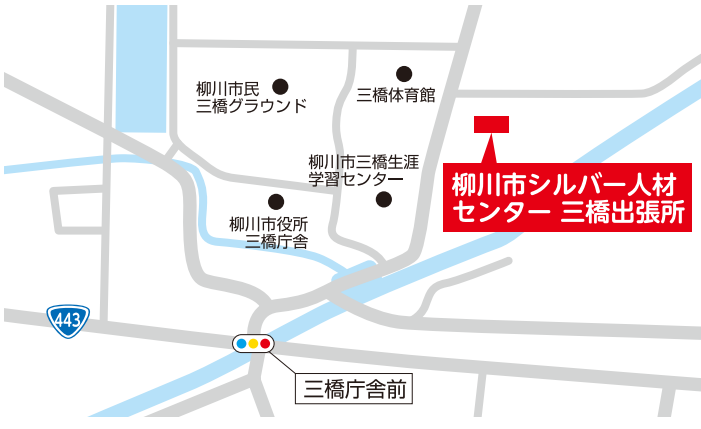 柳川市民
三橋グラウンド
三橋体育館
柳川市三橋生涯
学習センター
柳川市シルバー人材
センター 三橋出張所
柳川市役所
三橋庁舎
443
三橋庁舎前